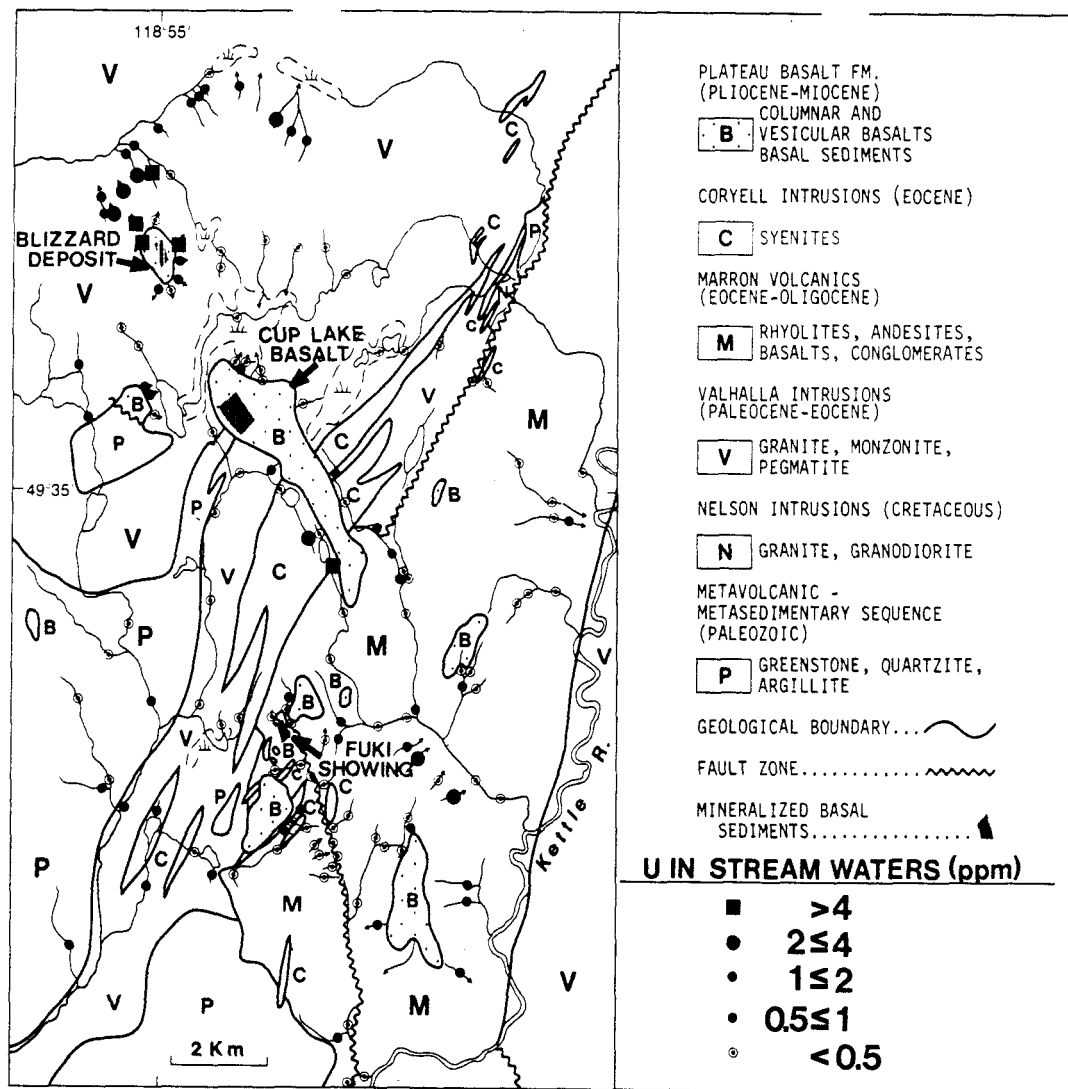 118°55'
V
V
C
P
BLIZZARD
DEPOSIT
V
C
N
C
C
CUP LAKE
BASALT
V
M
B
P
B
C
C
49°35
P
B
V
V
C
B
P
M
B
V
B
B
V
B
FUKI
SHOWING
C
C
P
B
C
R.
Kettle
P
C
M
B
C
V
P
M
V
2 Km
PLATEAU BASALT FM.
(PLIOCENE-MIOCENE)
B COLUMNAR AND
VESICULAR BASALTS
BASAL SEDIMENTS
CORYELL INTRUSIONS (EOCENE)
C SYENITES
MARRON VOLCANICS
(EOCENE-OLIGOCENE)
M RHYOLITES, ANDESITES,
BASALTS, CONGLOMERATES
VALHALLA INTRUSIONS
(PALEOCENE-EOCENE)
V GRANITE, MONZONITE,
PEGMATITE
NELSON INTRUSIONS (CRETACEOUS)
N GRANITE, GRANODIORITE
METAVOLCANIC -
METASEDIMENTARY SEQUENCE
(PALEOZOIC)
P GREENSTONE, QUARTZITE,
ARGILLITE
GEOLOGICAL BOUNDARY...
FAULT ZONE............
MINERALIZED BASAL
SEDIMENTS...............
U IN STREAM WATERS (ppm)
>4
2≤4
1≤2
0.5≤1
<0.5